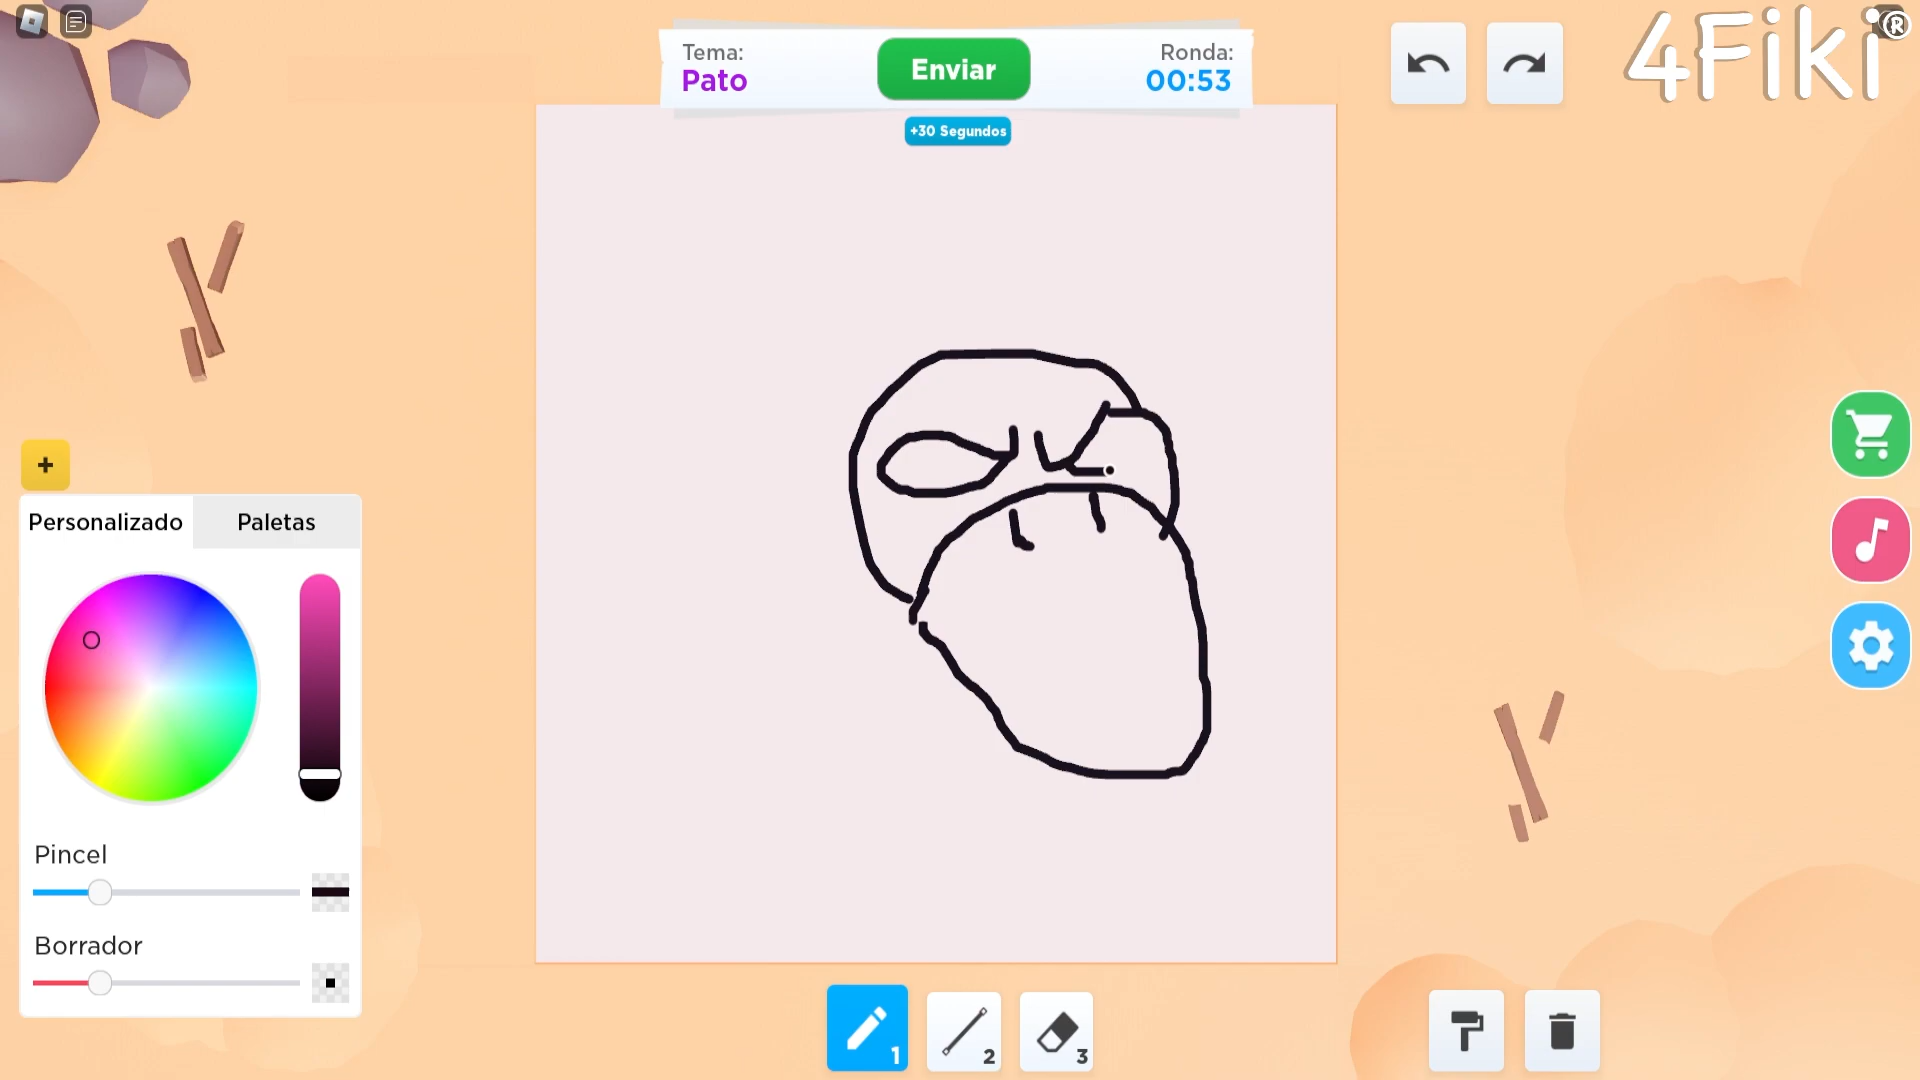 Tema:
Pato
Enviar
Ronda:
00:53
+30 Segundos
4Fiki®
+
Personalizado
Paletas
Pincel
Borrador
1
2
3